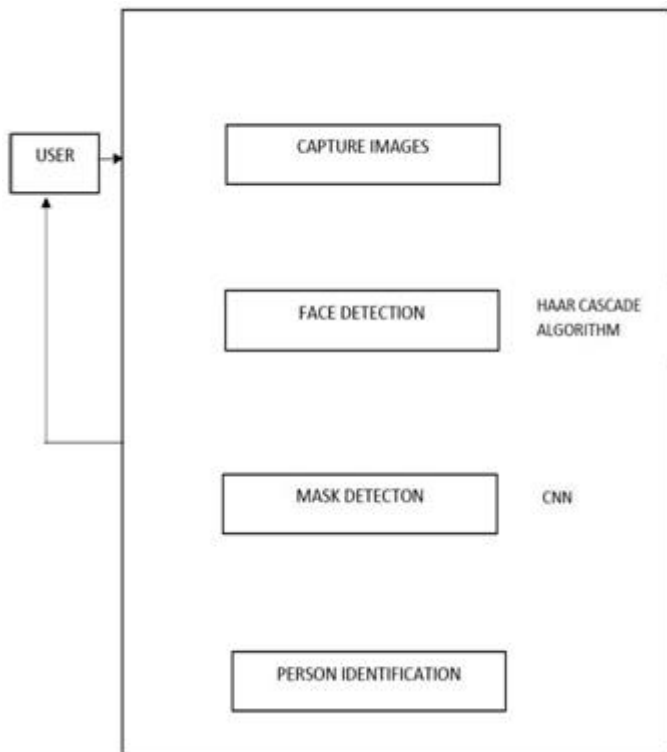 USER
CAPTURE IMAGES
FACE DETECTION
HAAR CASCADE
ALGORITHM
MASK DETECTON
CNN
PERSON IDENTIFICATION